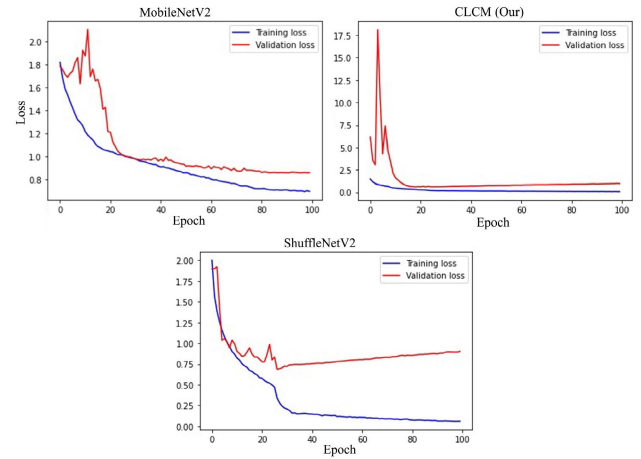 MobileNetV2
Training loss
Validation loss
2.0
1.8
1.6
1.4
1.2
1.0
0.8
Loss
0 20 40 60 80 100
Epoch
CLCM (Our)
Training loss
Validation loss
17.5
15.0
12.5
10.0
7.5
5.0
2.5
0.0
0 20 40 60 80 100
Epoch
ShuffleNetV2
Training loss
Validation loss
2.00
1.75
1.50
1.25
1.00
0.75
0.50
0.25
0.00
0 20 40 60 80 100
Epoch